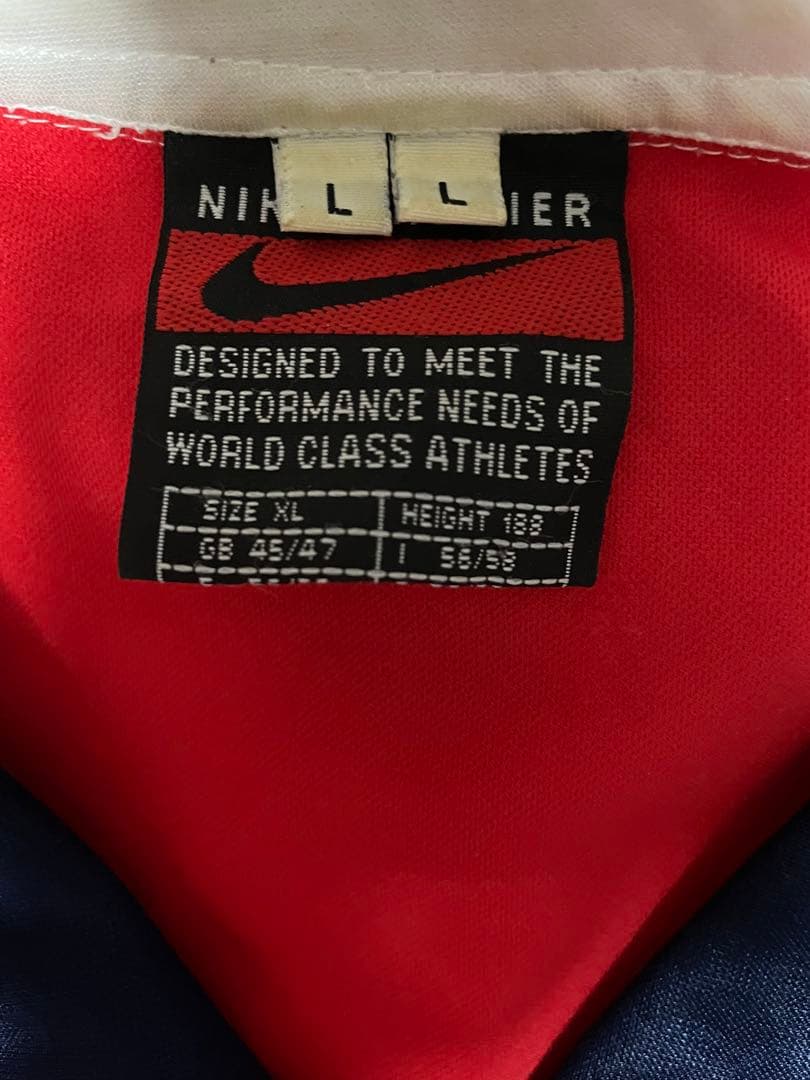 L L
NIK IER
DESIGNED TO MEET THE
PERFORMANCE NEEDS OF
WORLD CLASS ATHLETES
SIZE XL HEIGHT 188
GB 45/47 I 56/58